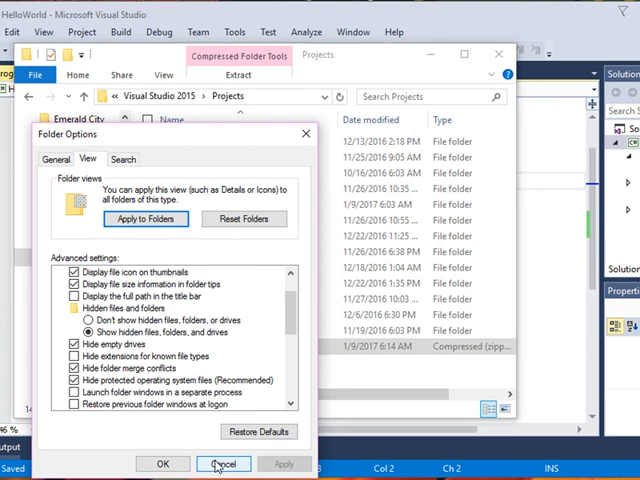 HelloWorld - Microsoft Visual Studio
Edit View Project Build Debug Team Tools Test Analyze Window Help
Compressed Folder Tools Projects
File Home Share View Extract
Visual Studio 2015 > Projects Search Projects
Emerald City Name Date modified Type
Folder Options
General View Search
Folder views
You can apply this view (such as Details or Icons) to
all folders of this type.
Apply to Folders Reset Folders
Advanced settings:
Display file icon on thumbnails
Display file size information in folder tips
Display the full path in the title bar
Hidden files and folders
Don't show hidden files, folders, or drives
Show hidden files, folders, and drives
Hide empty drives
Hide extensions for known file types
Hide folder merge conflicts
Hide protected operating system files (Recommended)
Launch folder windows in a separate process
Restore previous folder windows at logon
Restore Defaults
OK Cancel Apply
12/13/2016 2:18 PM File folder
11/25/2016 9:05 AM File folder
10/16/2016 6:03 AM File folder
11/26/2016 10:35 ... File folder
1/9/2017 6:03 AM File folder
11/26/2016 10:55 ... File folder
12/22/2016 11:25 ... File folder
11/26/2016 6:38 PM File folder
12/18/2016 1:04 AM File folder
12/22/2016 1:35 PM File folder
11/27/2016 10:03 ... File folder
12/6/2016 6:30 PM File folder
11/19/2016 6:03 PM File folder
1/9/2017 6:14 AM Compressed (zipp...
Solution
Search
So
C#
Solution
Properties
46 %
Output
Saved Col 2 Ch 2 INS